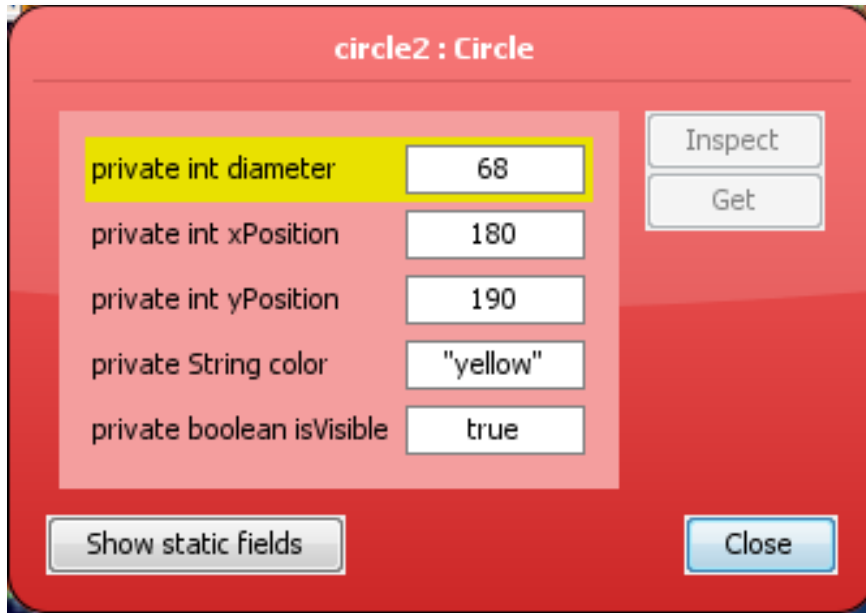 circle2 : Circle
Inspect
Get
private int diameter 68
private int xPosition 180
private int yPosition 190
private String color "yellow"
private boolean isVisible true
Show static fields
Close